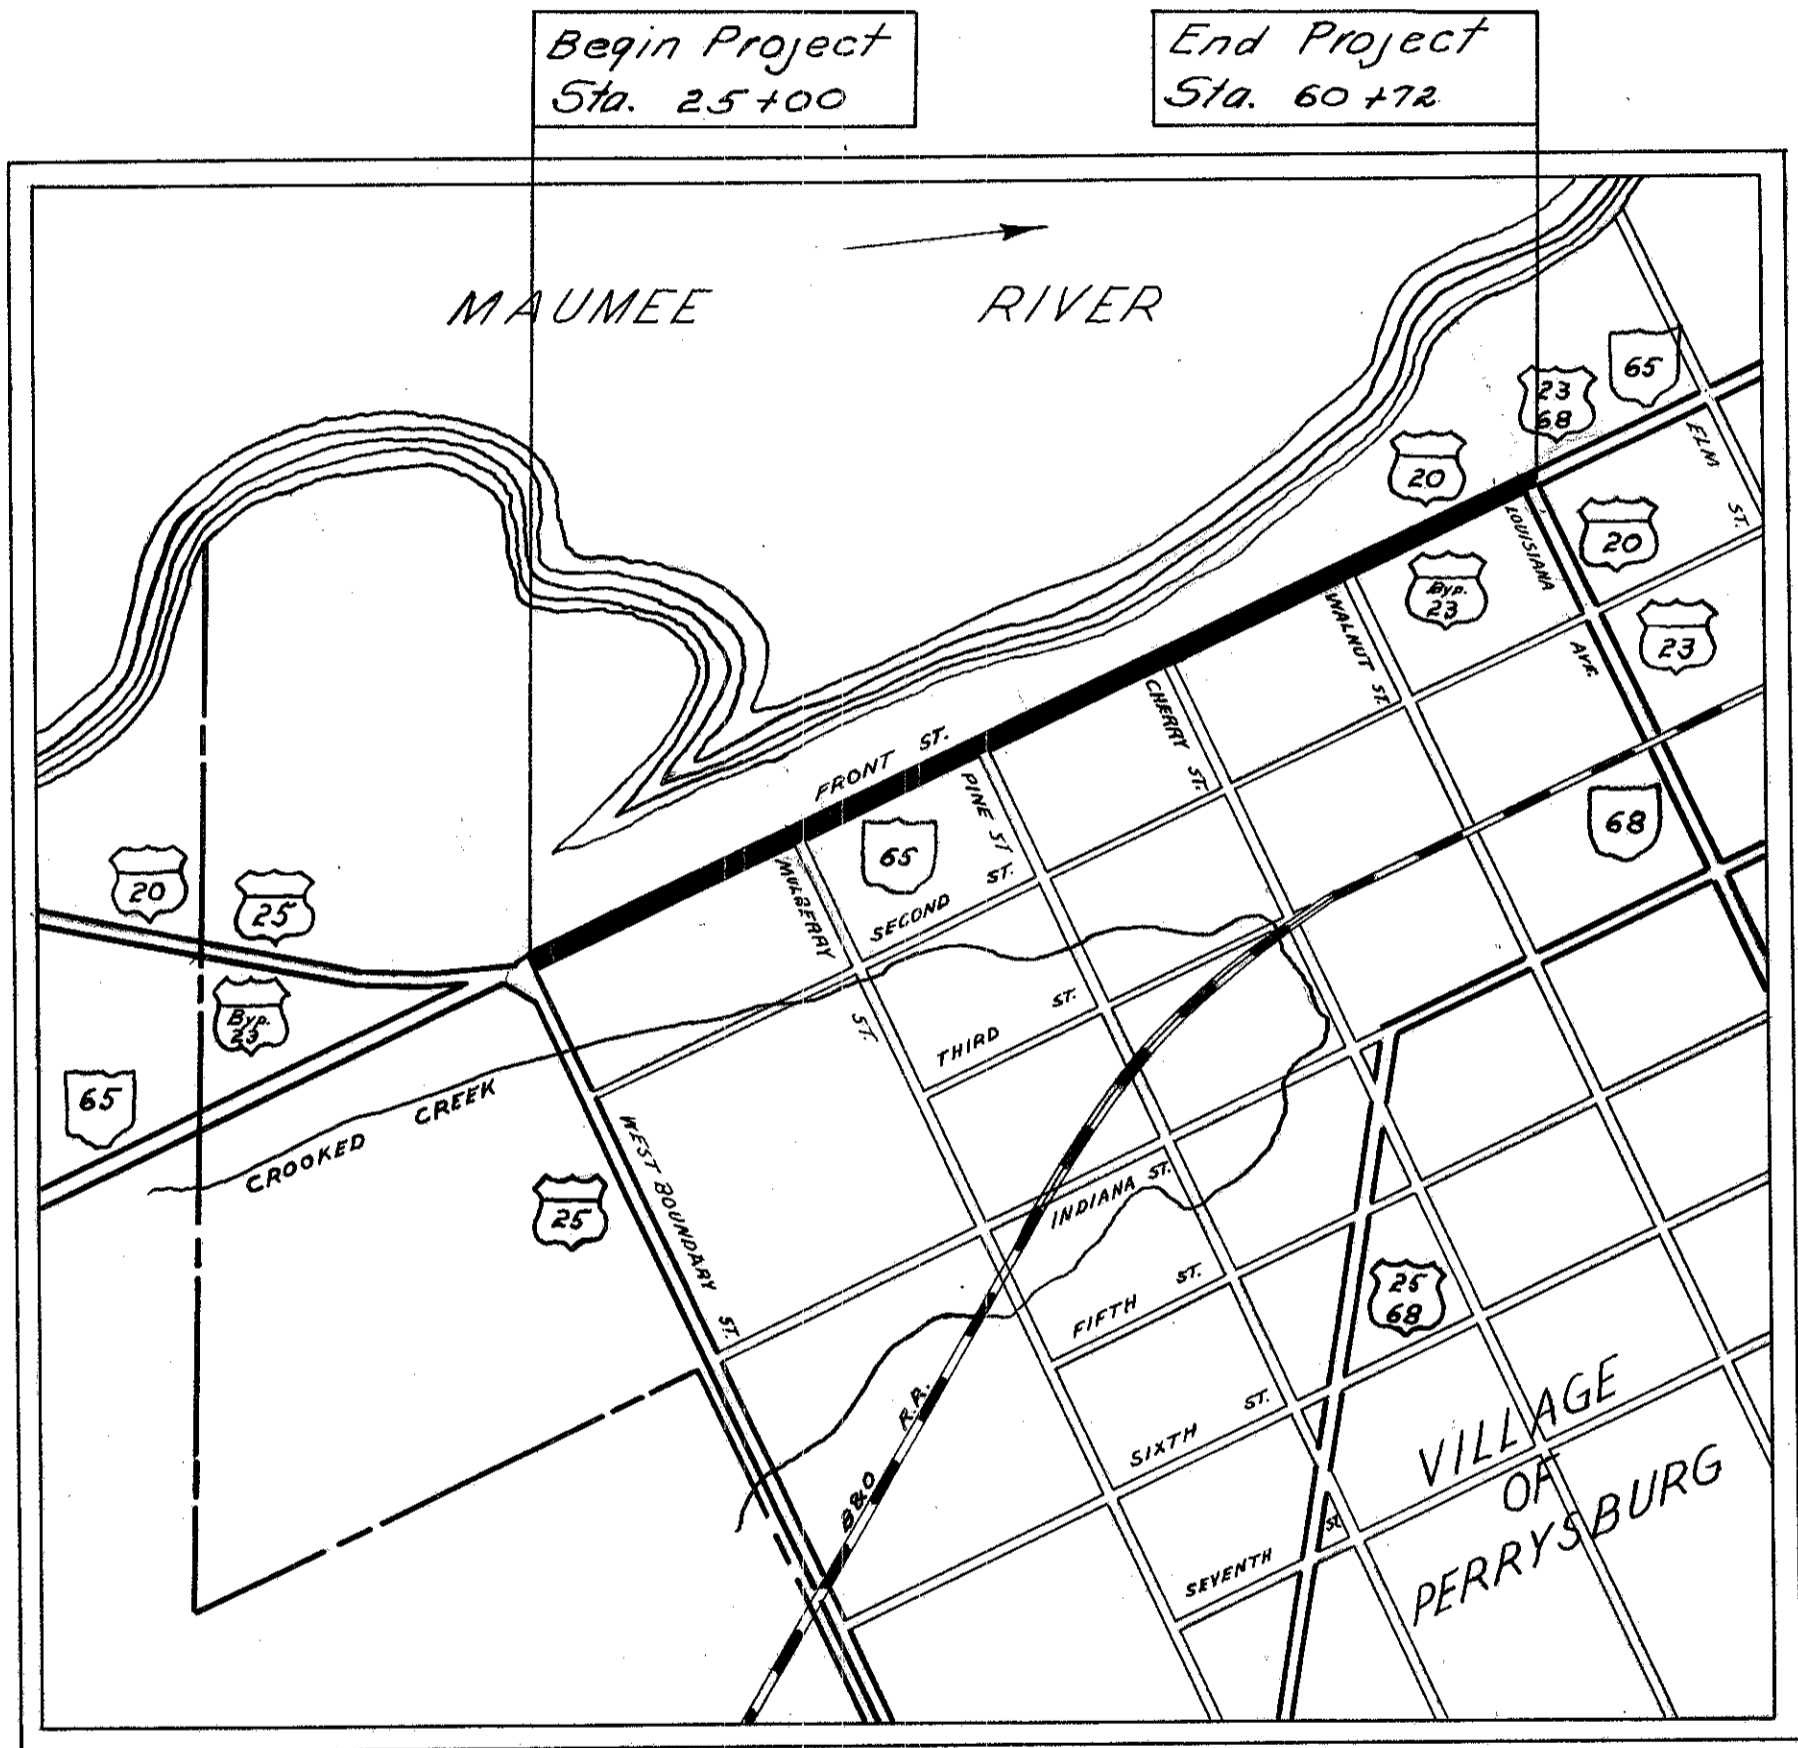 Begin Project
Sta. 25+00
End Project
Sta. 60+72
MAUMEE RIVER
65
23
68
20
ELM ST.
20
LOUISIANA AVE.
Byp.
23
23
WALNUT ST.
CHERRY ST.
FRONT ST.
PINE ST
68
65
MULBERRY ST.
SECOND ST.
20
25
Byp.
23
THIRD ST.
65
CROOKED CREEK
WEST BOUNDARY ST.
25
INDIANA ST.
FIFTH ST.
25
68
B&O R.R.
SIXTH ST.
SEVENTH ST.
VILLAGE
OF
PERRYSBURG